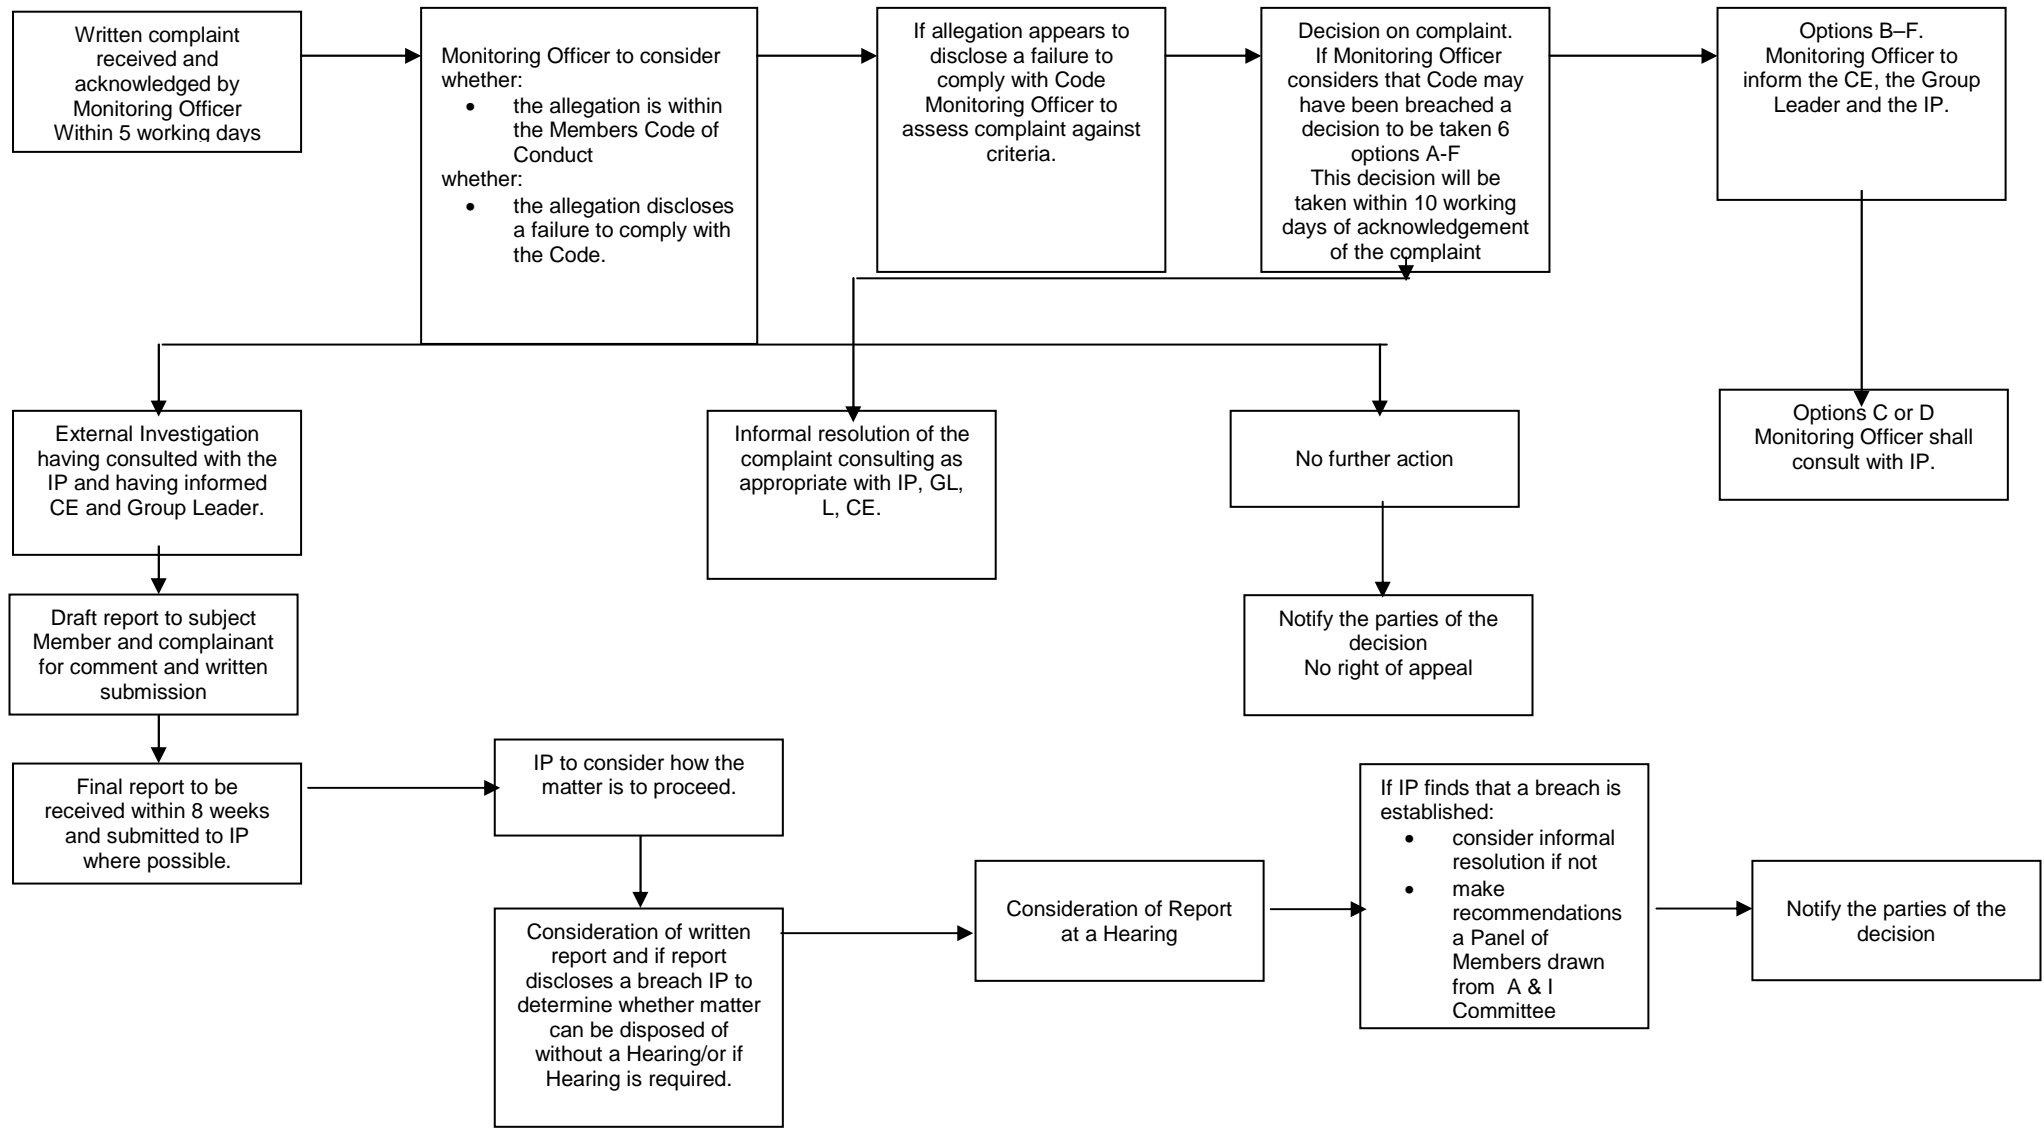 Written complaint
received and
acknowledged by
Monitoring Officer
Within 5 working days
Monitoring Officer to consider
whether:
• the allegation is within
the Members Code of
Conduct
whether:
• the allegation discloses
a failure to comply with
the Code.
If allegation appears to
disclose a failure to
comply with Code
Monitoring Officer to
assess complaint against
criteria.
Decision on complaint.
If Monitoring Officer
considers that Code may
have been breached a
decision to be taken 6
options A-F
This decision will be
taken within 10 working
days of acknowledgement
of the complaint
Options B–F.
Monitoring Officer to
inform the CE, the Group
Leader and the IP.
External Investigation
having consulted with the
IP and having informed
CE and Group Leader.
Informal resolution of the
complaint consulting as
appropriate with IP, GL,
L, CE.
No further action
Options C or D
Monitoring Officer shall
consult with IP.
Draft report to subject
Member and complainant
for comment and written
submission
Notify the parties of the
decision
No right of appeal
Final report to be
received within 8 weeks
and submitted to IP
where possible.
IP to consider how the
matter is to proceed.
Consideration of written
report and if report
discloses a breach IP to
determine whether matter
can be disposed of
without a Hearing/or if
Hearing is required.
Consideration of Report
at a Hearing
If IP finds that a breach is
established:
• consider informal
resolution if not
• make
recommendations
a Panel of
Members drawn
from A & I
Committee
Notify the parties of the
decision